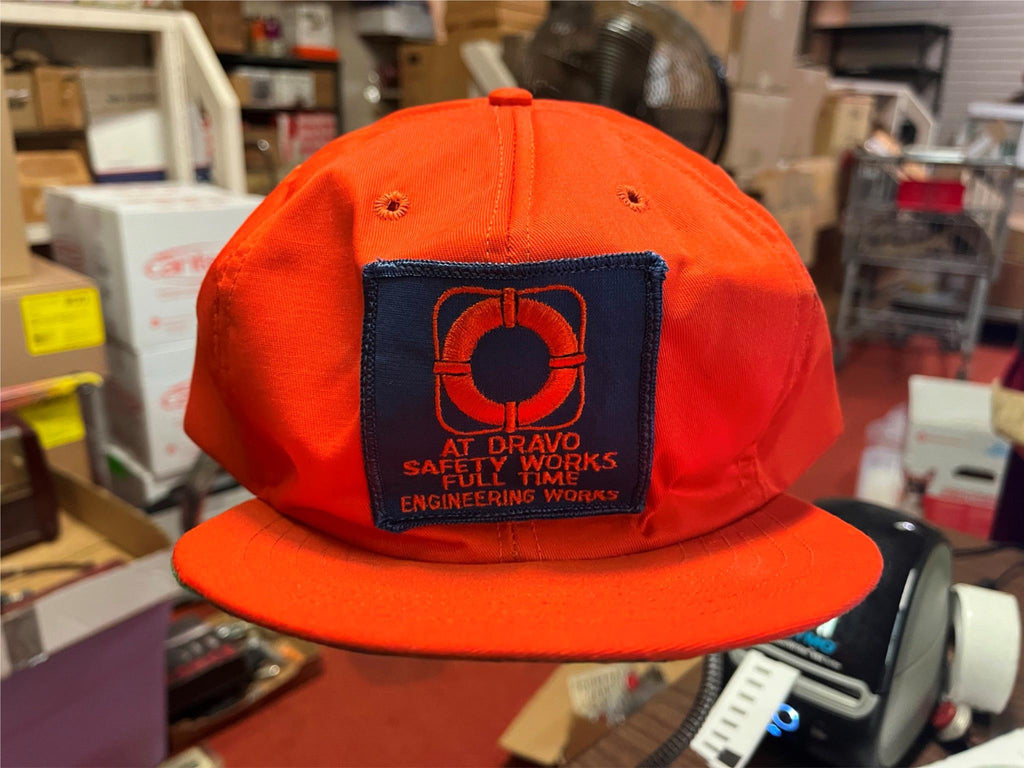 AT DRAVO
SAFETY WORKS
FULL TIME
ENGINEERING WORKS